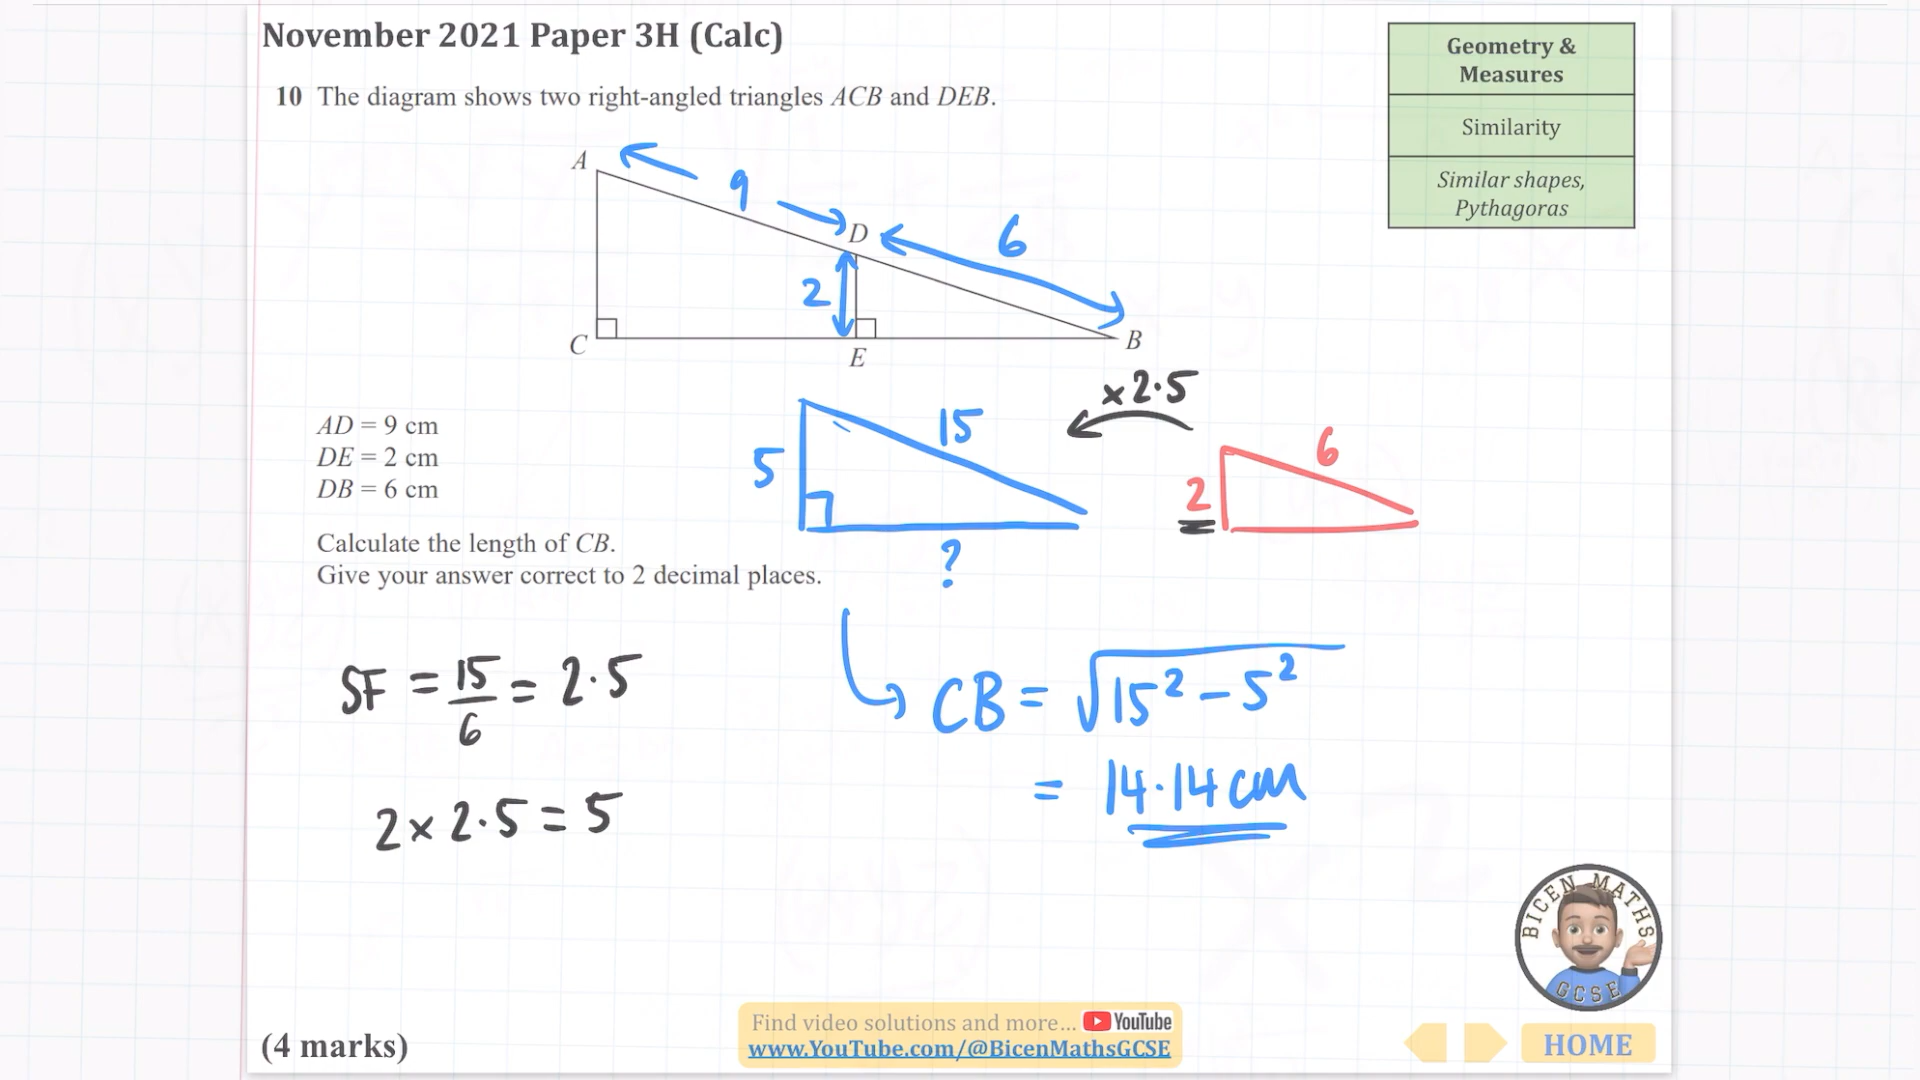 November 2021 Paper 3H (Calc)
Geometry &
Measures
Similarity
Similar shapes,
Pythagoras
10 The diagram shows two right-angled triangles ACB and DEB.
A
9
D
6
2
C
E
B
×2·5
AD = 9 cm
DE = 2 cm
DB = 6 cm
5
15
?
2
6
Calculate the length of CB.
Give your answer correct to 2 decimal places.
SF = 15/6 = 2·5
2 × 2·5 = 5
CB = √15² − 5²
= 14·14 cm
BICEN MATHS
GCSE
(4 marks)
Find video solutions and more... YouTube
www.YouTube.com/@BicenMathsGCSE
HOME